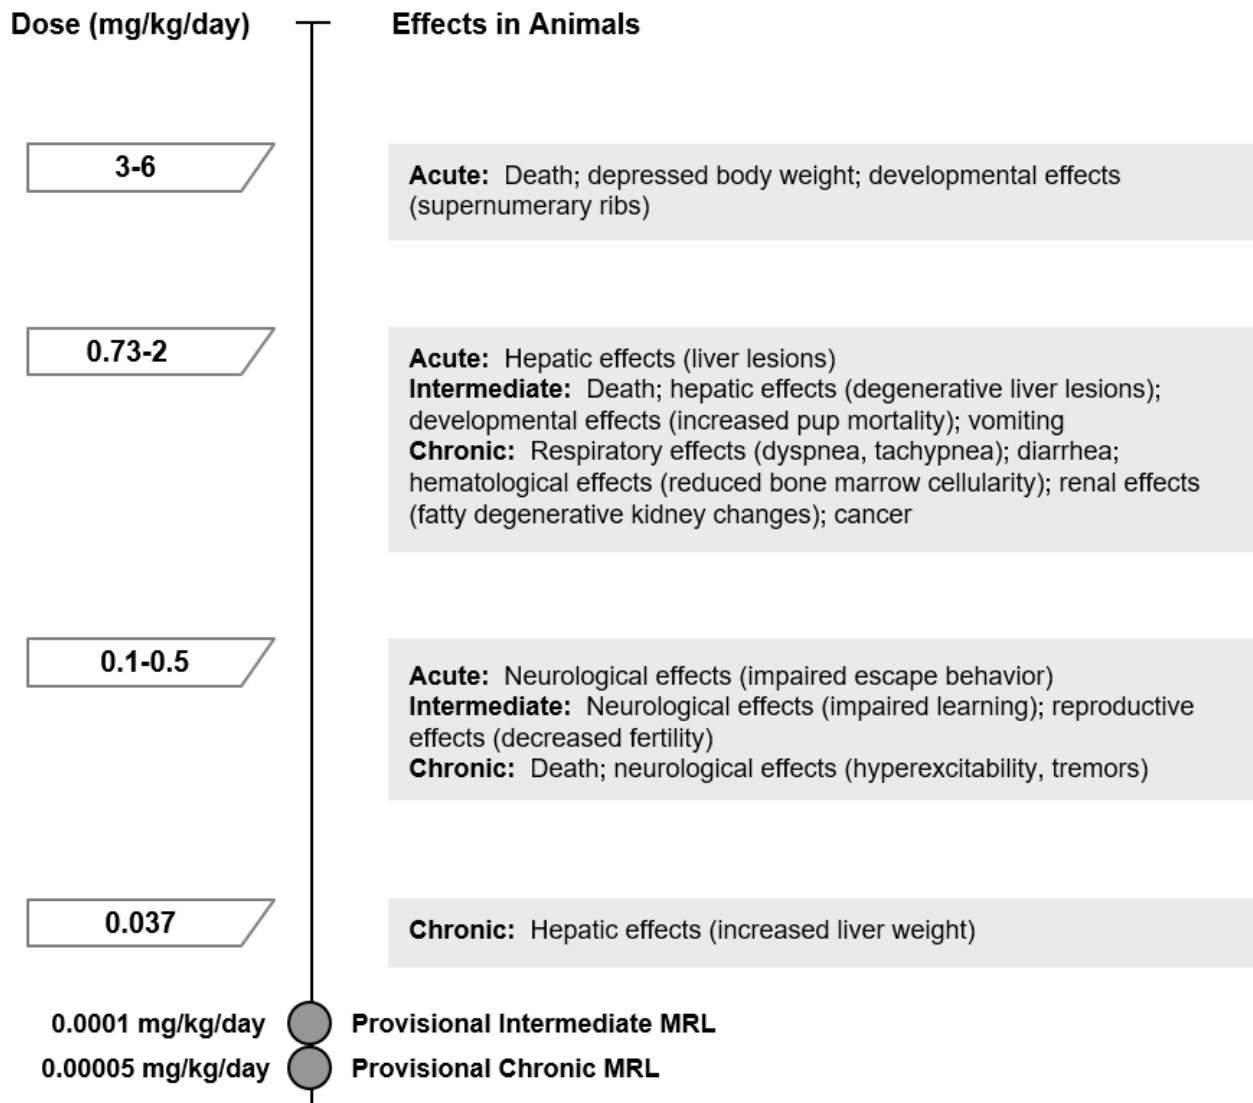 Dose (mg/kg/day)
Effects in Animals
3-6
Acute: Death; depressed body weight; developmental effects
(supernumerary ribs)
0.73-2
Acute: Hepatic effects (liver lesions)
Intermediate: Death; hepatic effects (degenerative liver lesions);
developmental effects (increased pup mortality); vomiting
Chronic: Respiratory effects (dyspnea, tachypnea); diarrhea;
hematological effects (reduced bone marrow cellularity); renal effects
(fatty degenerative kidney changes); cancer
0.1-0.5
Acute: Neurological effects (impaired escape behavior)
Intermediate: Neurological effects (impaired learning); reproductive
effects (decreased fertility)
Chronic: Death; neurological effects (hyperexcitability, tremors)
0.037
Chronic: Hepatic effects (increased liver weight)
0.0001 mg/kg/day
Provisional Intermediate MRL
0.00005 mg/kg/day
Provisional Chronic MRL